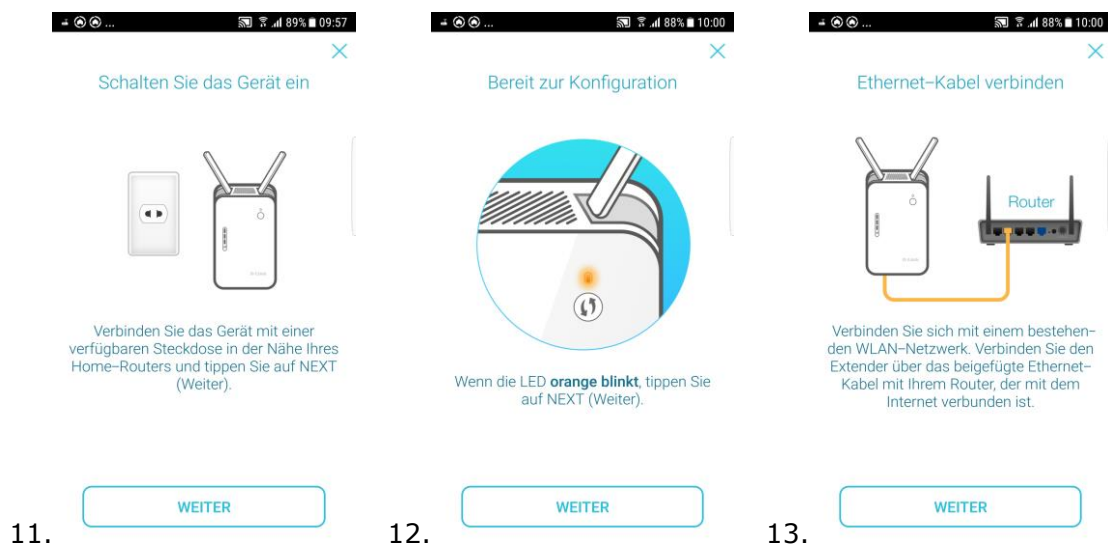 ... 89% 09:57
Schalten Sie das Gerät ein
D-Link
Verbinden Sie das Gerät mit einer
verfügbaren Steckdose in der Nähe Ihres
Home-Routers und tippen Sie auf NEXT
(Weiter).
WEITER
11.
... 88% 10:00
Bereit zur Konfiguration
Wenn die LED orange blinkt, tippen Sie
auf NEXT (Weiter).
WEITER
12.
... 88% 10:00
Ethernet-Kabel verbinden
Router
D-Link
Verbinden Sie sich mit einem bestehen-
den WLAN-Netzwerk. Verbinden Sie den
Extender über das beigefügte Ethernet-
Kabel mit Ihrem Router, der mit dem
Internet verbunden ist.
WEITER
13.